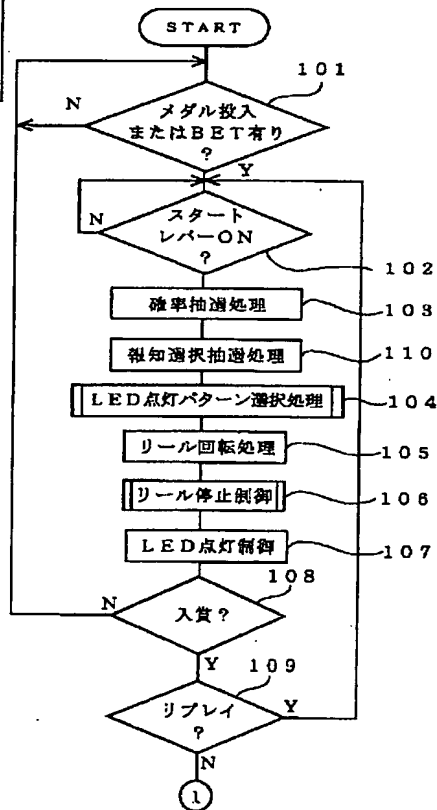 START
101
N
メダル投入
またはBET有り
?
Y
N
スタート
レバーON
?
102
確率抽選処理
103
報知選択抽選処理
110
LED点灯パターン選択処理
104
リール回転処理
105
リール停止制御
106
LED点灯制御
107
108
N
入賞?
Y
109
リプレイ
?
Y
N
1